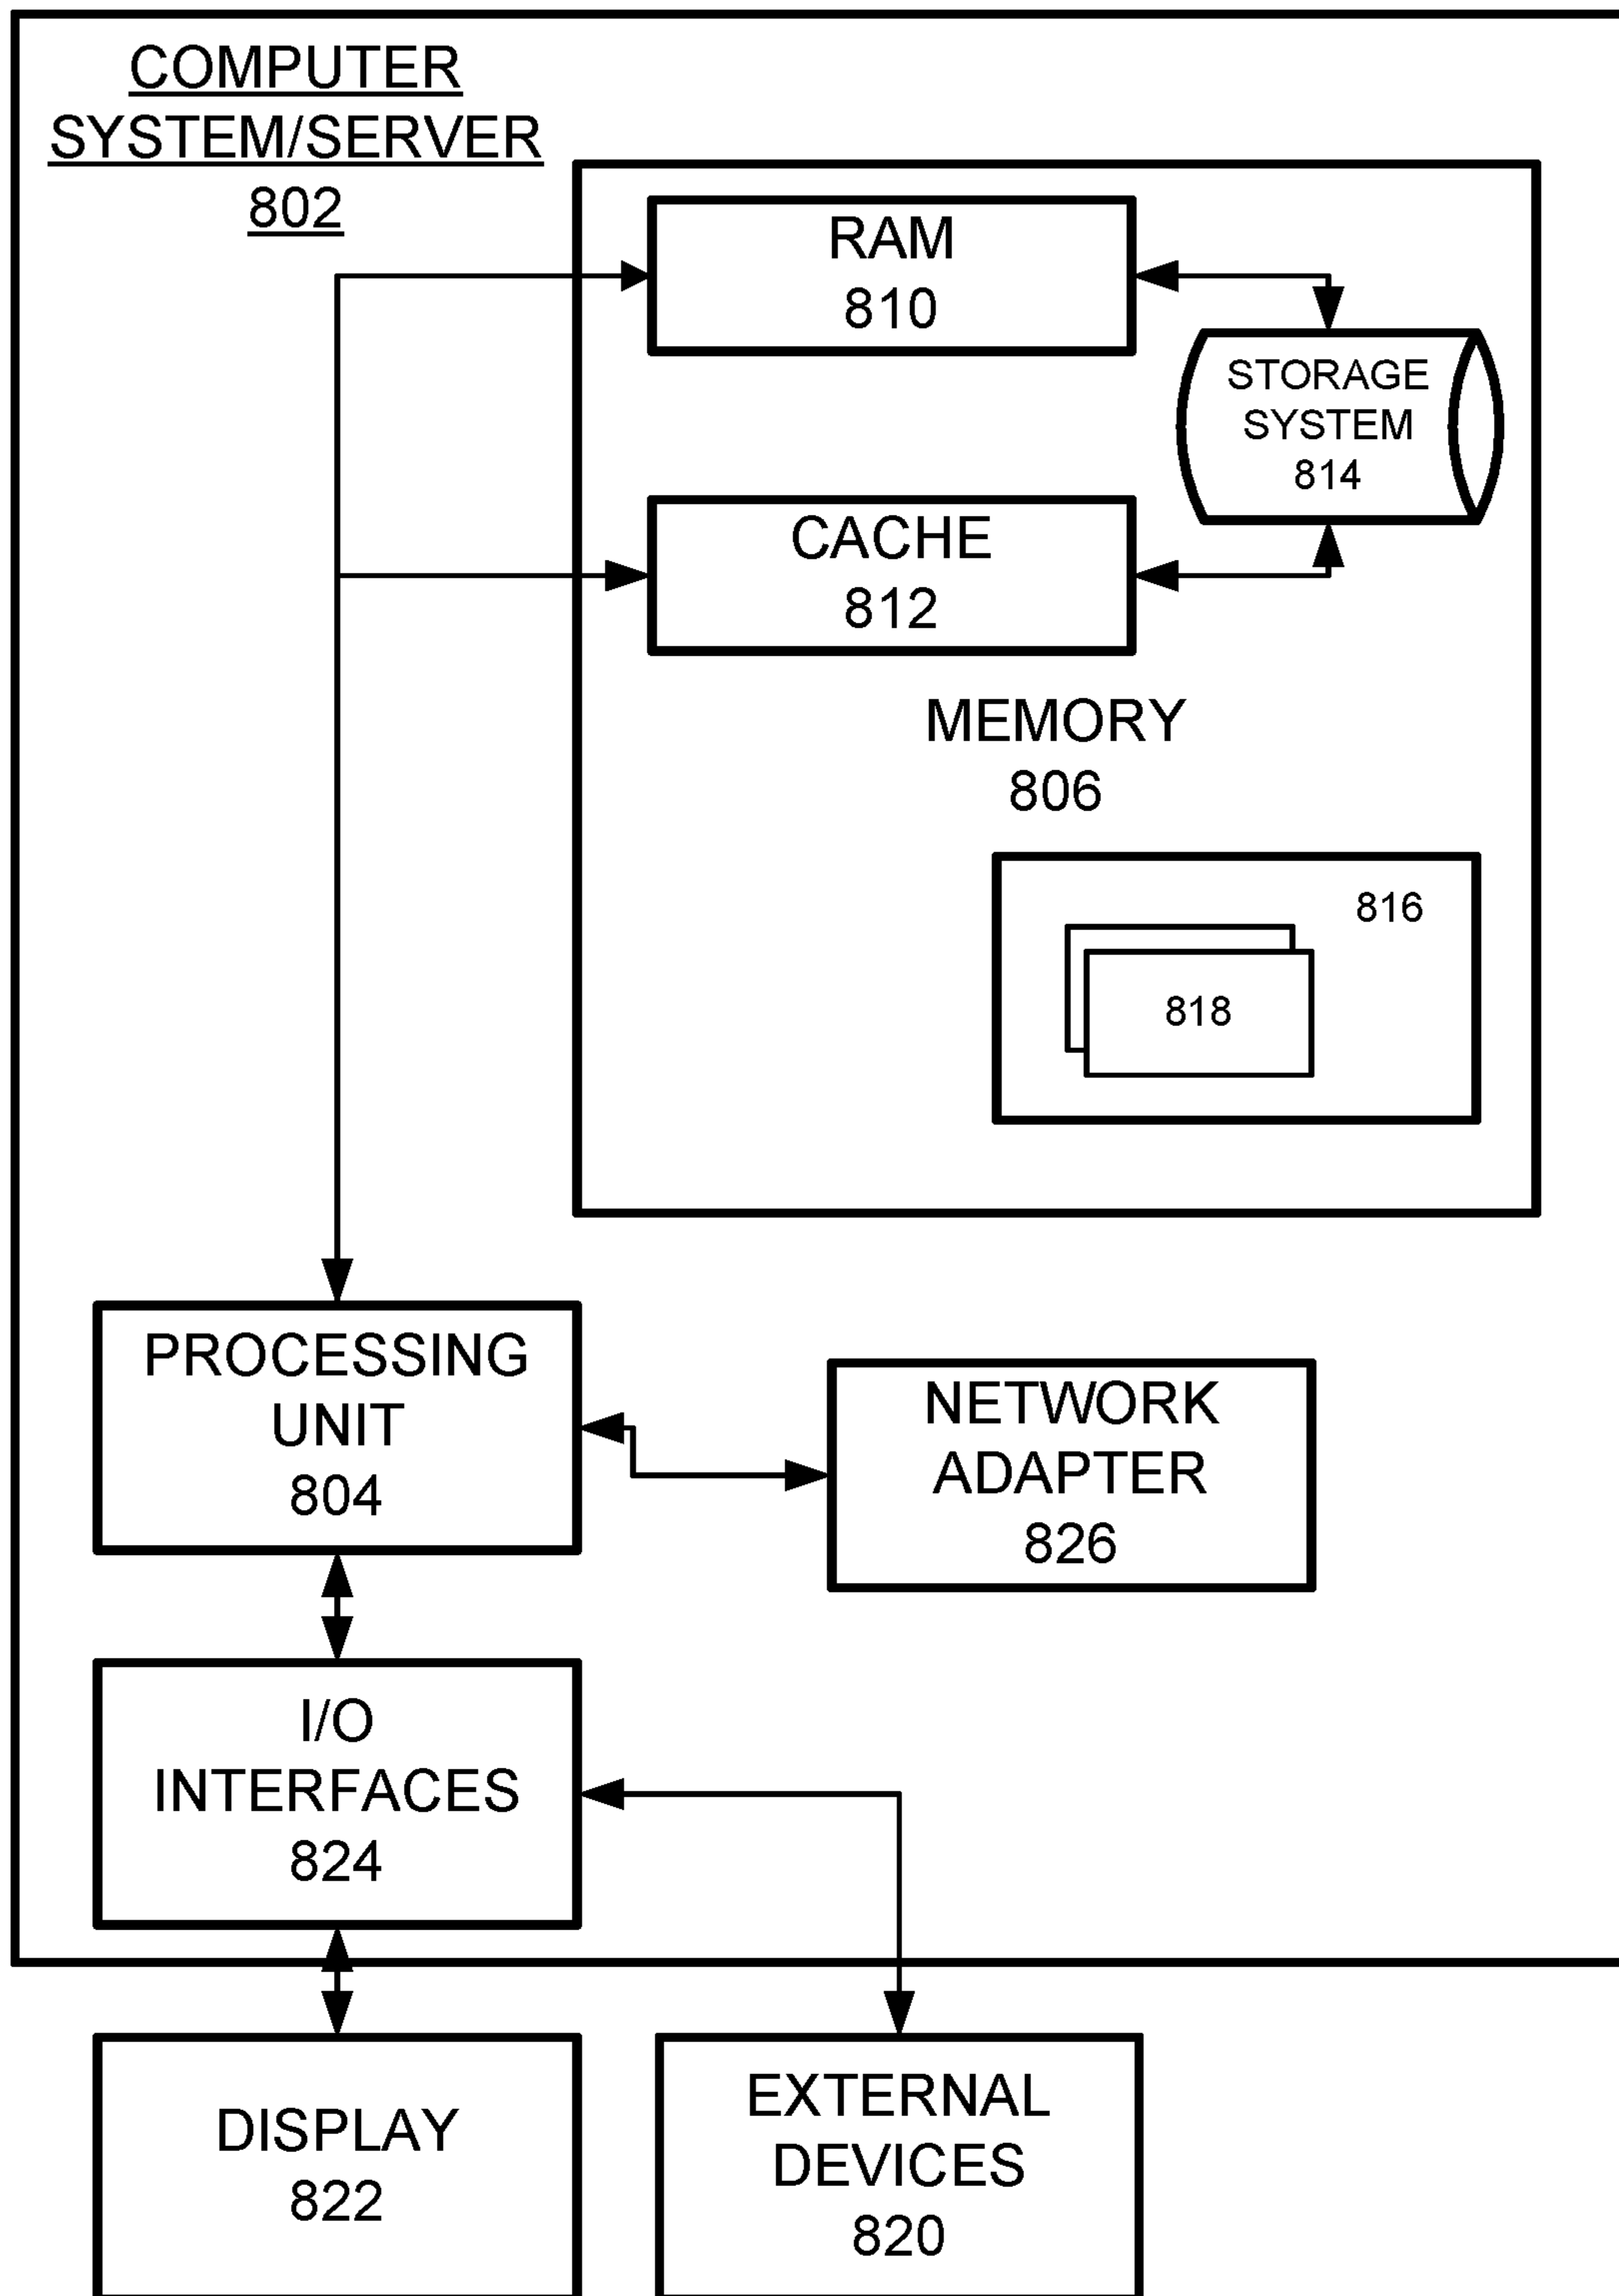 COMPUTER
SYSTEM/SERVER
802
RAM
810
STORAGE
SYSTEM
814
CACHE
812
MEMORY
806
816
818
PROCESSING
UNIT
804
NETWORK
ADAPTER
826
I/O
INTERFACES
824
DISPLAY
822
EXTERNAL
DEVICES
820